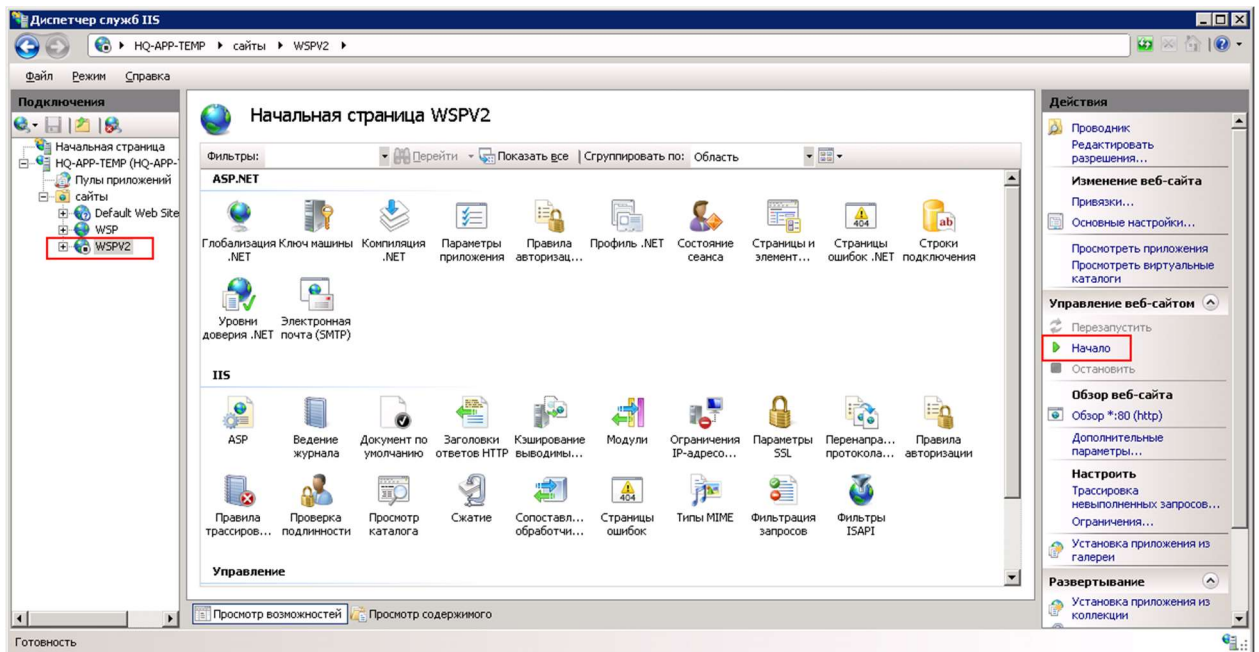 Диспетчер служб IIS
HQ-APP-TEMP
сайты
WSPV2
Файл
Режим
Справка
Подключения
Начальная страница
HQ-APP-TEMP (HQ-APP-
Пулы приложений
сайты
Default Web Site
WSP
WSPV2
Начальная страница WSPV2
Фильтры:
Перейти
Показать все
Сгруппировать по:
Область
ASP.NET
Глобализация
.NET
Ключ машины
Компиляция
.NET
Параметры
приложения
Правила
авторизац...
Профиль .NET
Состояние
сеанса
Страницы и
элемент...
404
Страницы
ошибок .NET
ab
Строки
подключения
Уровни
доверия .NET
Электронная
почта (SMTP)
IIS
ASP
Ведение
журнала
Документ по
умолчанию
Заголовки
ответов HTTP
Кэширование
выводимы...
Модули
Ограничения
IP-адресо...
Параметры
SSL
Перенапра...
протокола...
Правила
авторизации
Правила
трассиров...
Проверка
подлинности
Просмотр
каталога
Сжатие
Сопоставл...
обработчи...
404
Страницы
ошибок
Типы MIME
Фильтрация
запросов
Фильтры
ISAPI
Управление
Просмотр возможностей
Просмотр содержимого
Действия
Проводник
Редактировать
разрешения...
Изменение веб-сайта
Привязки...
Основные настройки...
Просмотреть приложения
Просмотреть виртуальные
каталоги
Управление веб-сайтом
Перезапустить
Начало
Остановить
Обзор веб-сайта
Обзор *:80 (http)
Дополнительные
параметры...
Настроить
Трассировка
невыполненных запросов...
Ограничения...
Установка приложения из
галереи
Развертывание
Установка приложения из
коллекции
Готовность